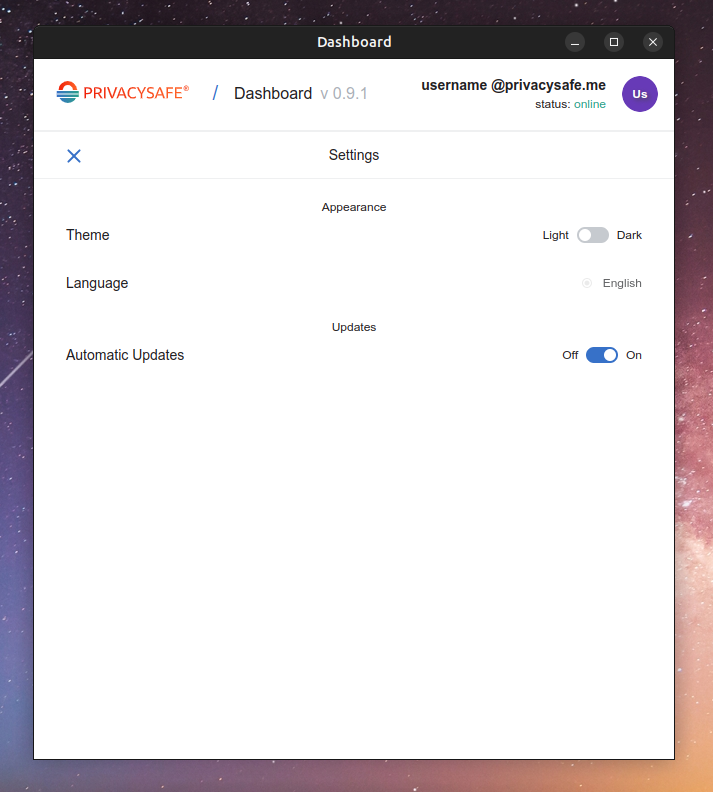 Dashboard
PRIVACYSAFE®
/ Dashboard v 0.9.1
username @privacysafe.me
status: online
Us
Settings
Appearance
Theme
Light
Dark
Language
English
Updates
Automatic Updates
Off
On